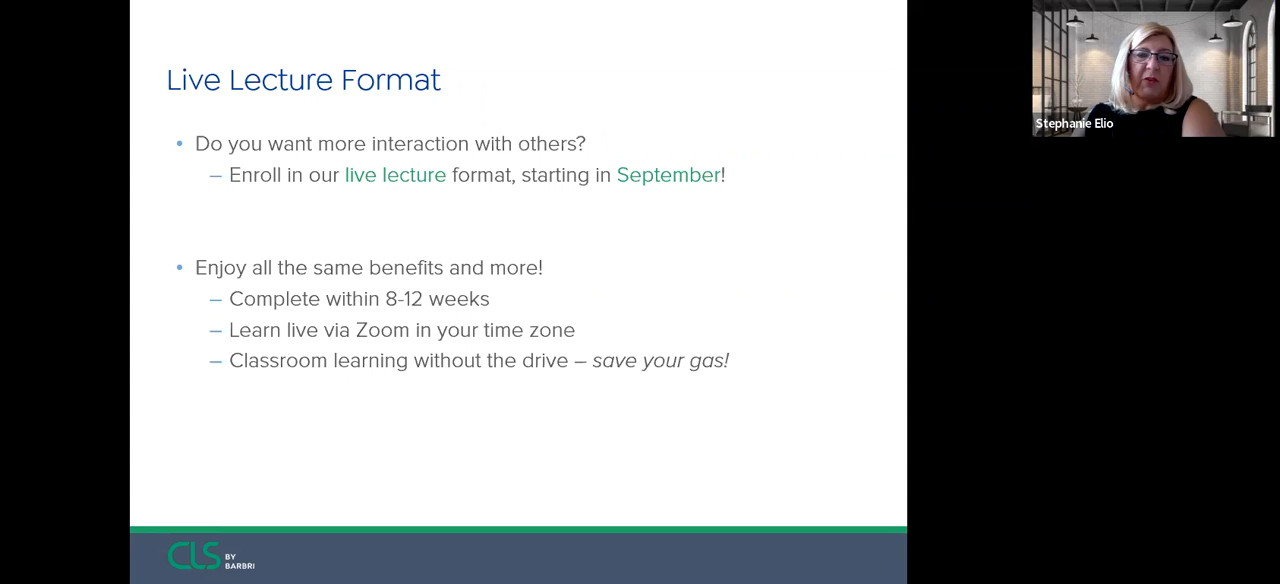 Live Lecture Format
• Do you want more interaction with others?
– Enroll in our live lecture format, starting in September!
• Enjoy all the same benefits and more!
– Complete within 8-12 weeks
– Learn live via Zoom in your time zone
– Classroom learning without the drive – save your gas!
CLS BY BARBRI
Stephanie Elio